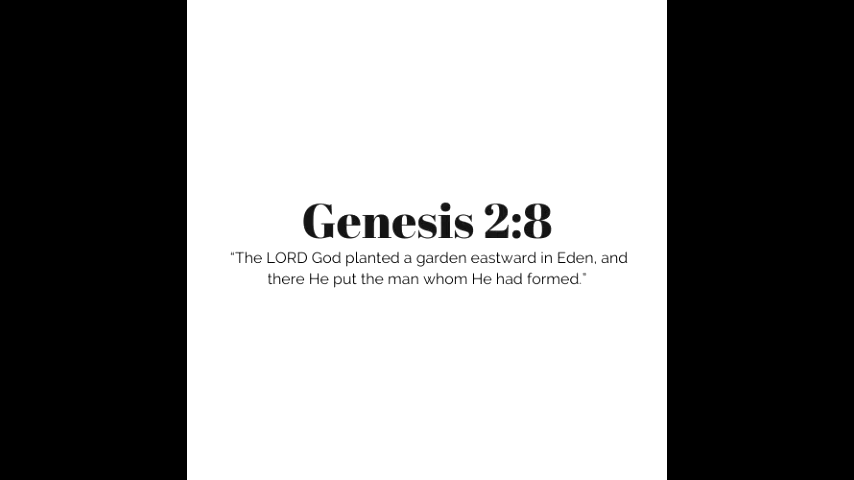 Genesis 2:8
“The LORD God planted a garden eastward in Eden, and
there He put the man whom He had formed.”